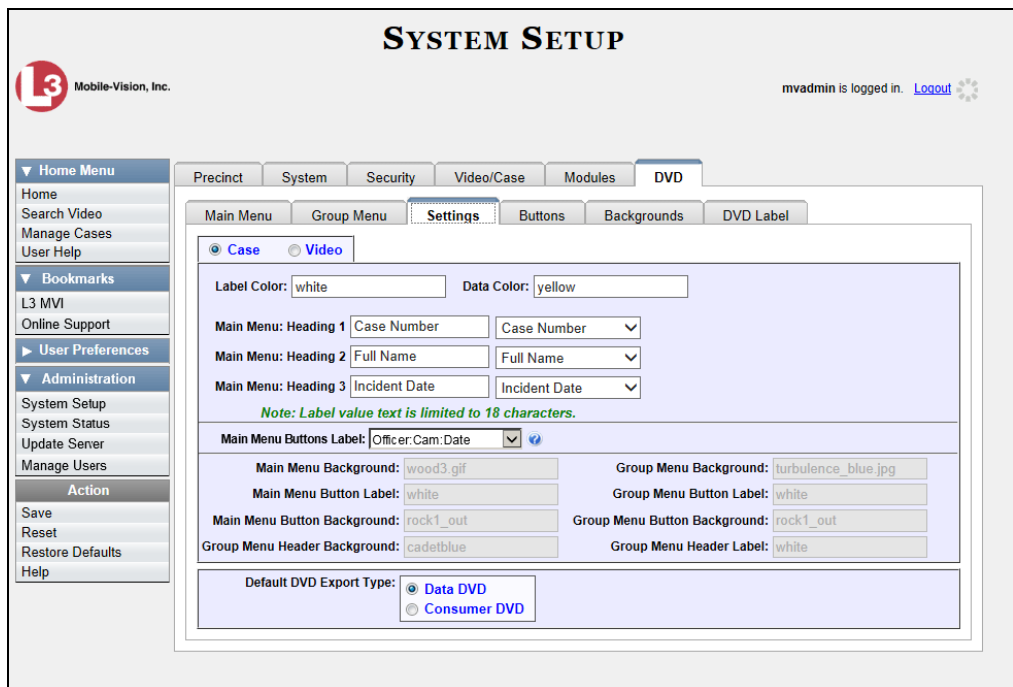 SYSTEM SETUP
L3 Mobile-Vision, Inc.
mvadmin is logged in. Logout
▼ Home Menu
Home
Search Video
Manage Cases
User Help
▼ Bookmarks
L3 MVI
Online Support
▶ User Preferences
▼ Administration
System Setup
System Status
Update Server
Manage Users
Action
Save
Reset
Restore Defaults
Help
Precinct System Security Video/Case Modules DVD
Main Menu Group Menu Settings Buttons Backgrounds DVD Label
Case Video
Label Color: white Data Color: yellow
Main Menu: Heading 1 Case Number Case Number
Main Menu: Heading 2 Full Name Full Name
Main Menu: Heading 3 Incident Date Incident Date
Note: Label value text is limited to 18 characters.
Main Menu Buttons Label: Officer:Cam:Date ?
Main Menu Background: wood3.gif Group Menu Background: turbulence_blue.jpg
Main Menu Button Label: white Group Menu Button Label: white
Main Menu Button Background: rock1_out Group Menu Button Background: rock1_out
Group Menu Header Background: cadetblue Group Menu Header Label: white
Default DVD Export Type: Data DVD
Consumer DVD